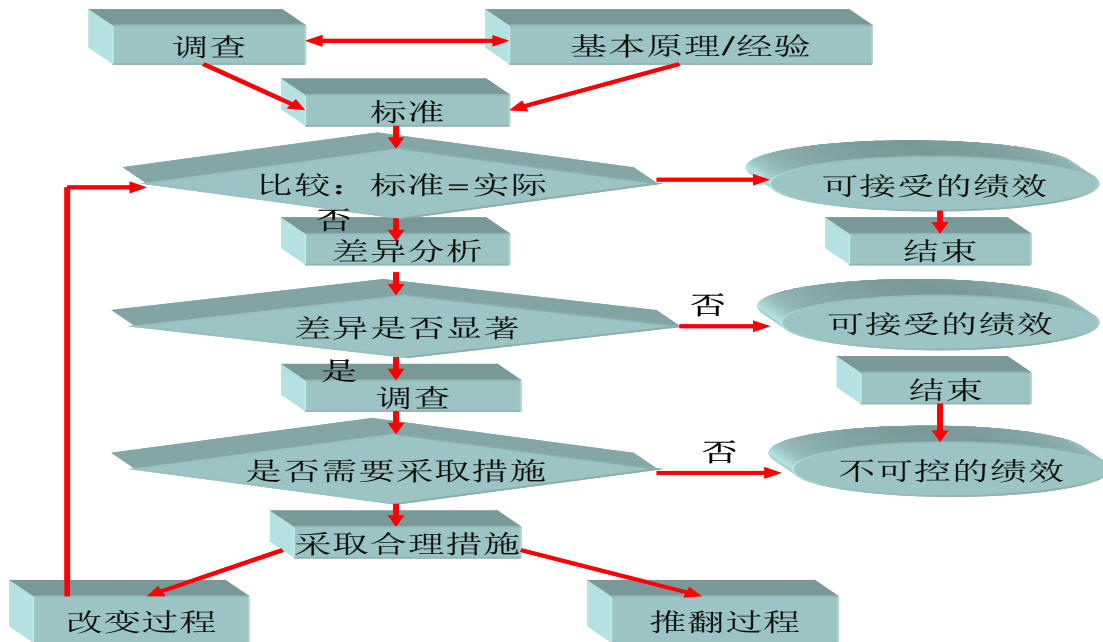 调查
基本原理/经验
标准
比较：标准=实际
可接受的绩效
否
差异分析
结束
差异是否显著
否
可接受的绩效
是
调查
结束
是否需要采取措施
否
不可控的绩效
采取合理措施
改变过程
推翻过程